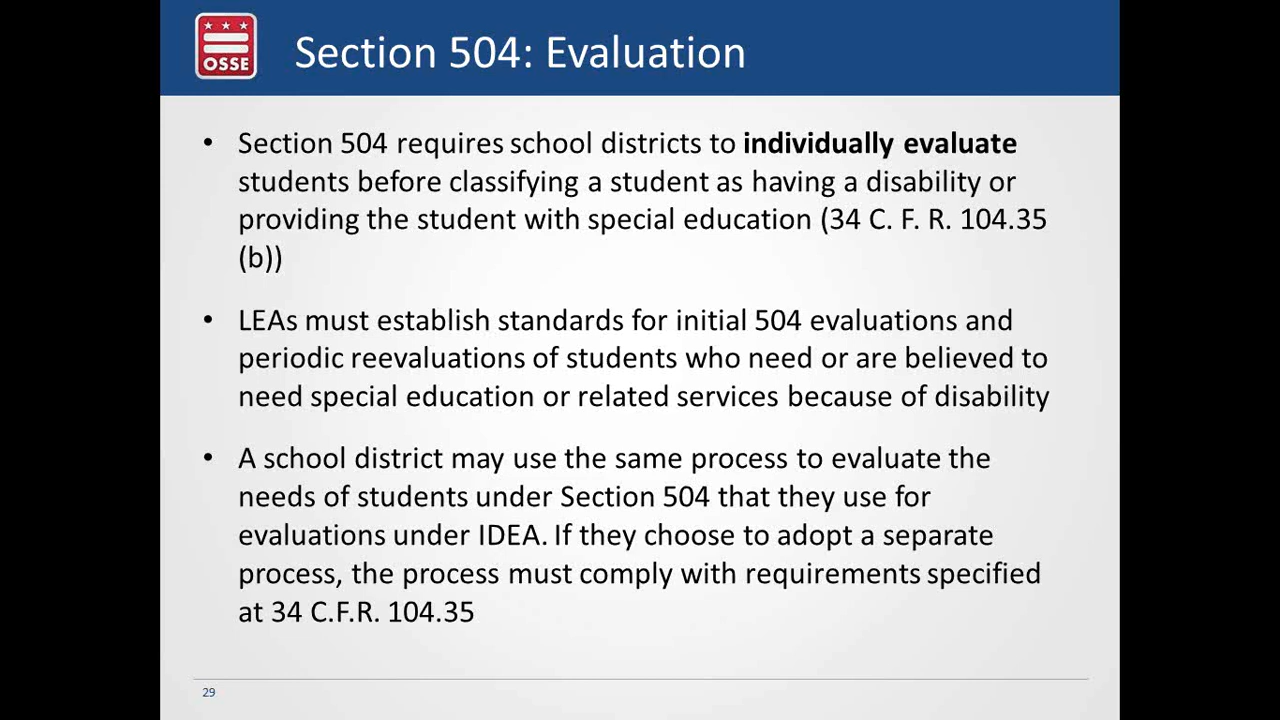 OSSE
Section 504: Evaluation
• Section 504 requires school districts to individually evaluate
students before classifying a student as having a disability or
providing the student with special education (34 C. F. R. 104.35
(b))
• LEAs must establish standards for initial 504 evaluations and
periodic reevaluations of students who need or are believed to
need special education or related services because of disability
• A school district may use the same process to evaluate the
needs of students under Section 504 that they use for
evaluations under IDEA. If they choose to adopt a separate
process, the process must comply with requirements specified
at 34 C.F.R. 104.35
29